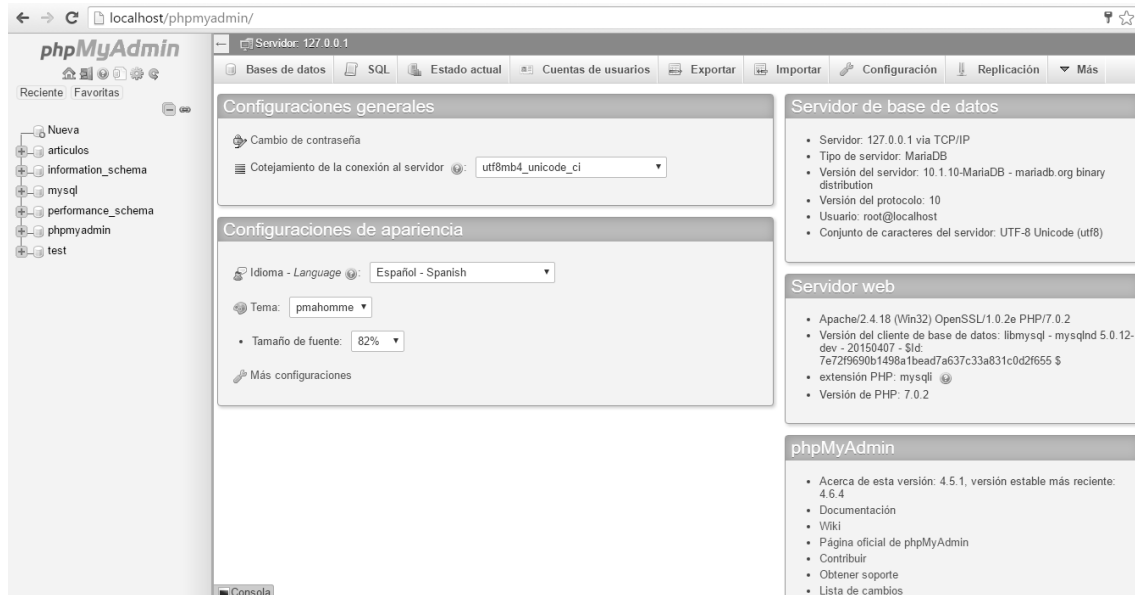 localhost/phpmyadmin/
phpMyAdmin
Reciente Favoritas
Nueva
articulos
information_schema
mysql
performance_schema
phpmyadmin
test
Servidor: 127.0.0.1
Bases de datos SQL Estado actual Cuentas de usuarios Exportar Importar Configuración Replicación Más
Configuraciones generales
Cambio de contraseña
Cotejamiento de la conexión al servidor : utf8mb4_unicode_ci
Configuraciones de apariencia
Idioma - Language : Español - Spanish
Tema: pmahomme
Tamaño de fuente: 82%
Más configuraciones
Servidor de base de datos
Servidor: 127.0.0.1 via TCP/IP
Tipo de servidor: MariaDB
Versión del servidor: 10.1.10-MariaDB - mariadb.org binary
distribution
Versión del protocolo: 10
Usuario: root@localhost
Conjunto de caracteres del servidor: UTF-8 Unicode (utf8)
Servidor web
Apache/2.4.18 (Win32) OpenSSL/1.0.2e PHP/7.0.2
Versión del cliente de base de datos: libmysql - mysqlnd 5.0.12-
dev - 20150407 - $Id:
7e72f9690b1498a1bead7a637c33a831c0d2f655 $
extensión PHP: mysqli
Versión de PHP: 7.0.2
phpMyAdmin
Acerca de esta versión: 4.5.1, versión estable más reciente:
4.6.4
Documentación
Wiki
Página oficial de phpMyAdmin
Contribuir
Obtener soporte
Lista de cambios
Consola